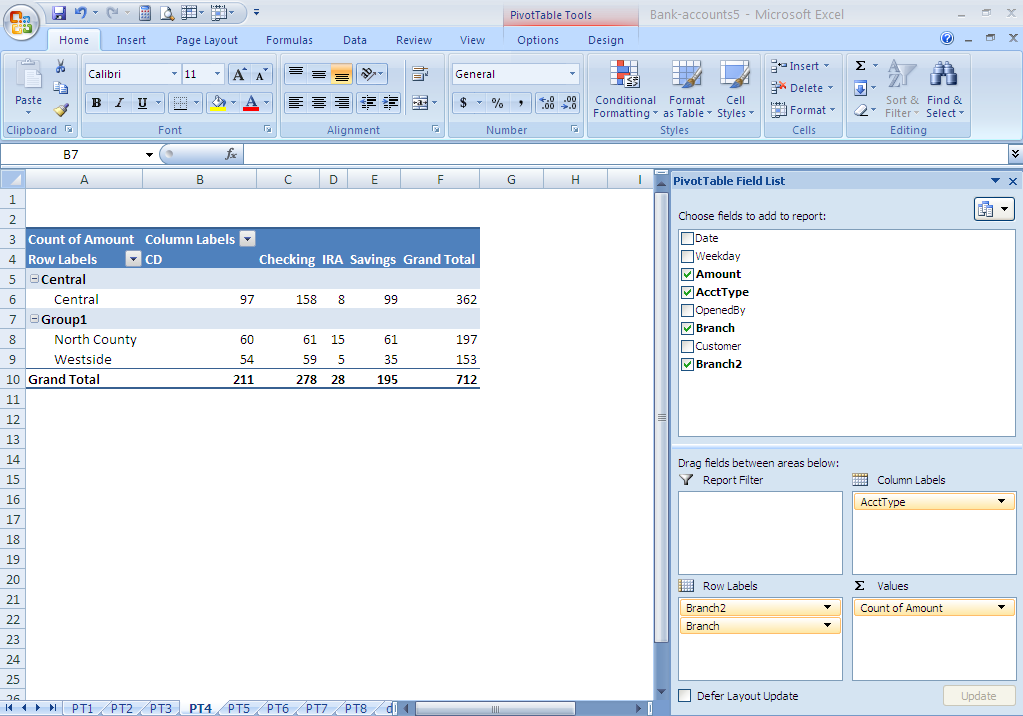 PivotTable Tools
Bank-accounts5 - Microsoft Excel
Home Insert Page Layout Formulas Data Review View Options Design
Paste
Calibri 11
B I U A
General
$ % ,
Conditional Formatting
Format as Table
Cell Styles
Insert
Delete
Format
Σ
Sort & Filter
Find & Select
Clipboard Font Alignment Number Styles Cells Editing
B7 fx
A B C D E F G H I
1
2
3 Count of Amount Column Labels
4 Row Labels CD Checking IRA Savings Grand Total
5 Central
6 Central 97 158 8 99 362
7 Group1
8 North County 60 61 15 61 197
9 Westside 54 59 5 35 153
10 Grand Total 211 278 28 195 712
11
12
13
14
15
16
17
18
19
20
21
22
23
24
25
26
PT1 PT2 PT3 PT4 PT5 PT6 PT7 PT8 d
PivotTable Field List
Choose fields to add to report:
Date
Weekday
Amount
AcctType
OpenedBy
Branch
Customer
Branch2
Drag fields between areas below:
Report Filter
Column Labels
AcctType
Row Labels
Σ Values
Branch2
Count of Amount
Branch
Defer Layout Update
Update